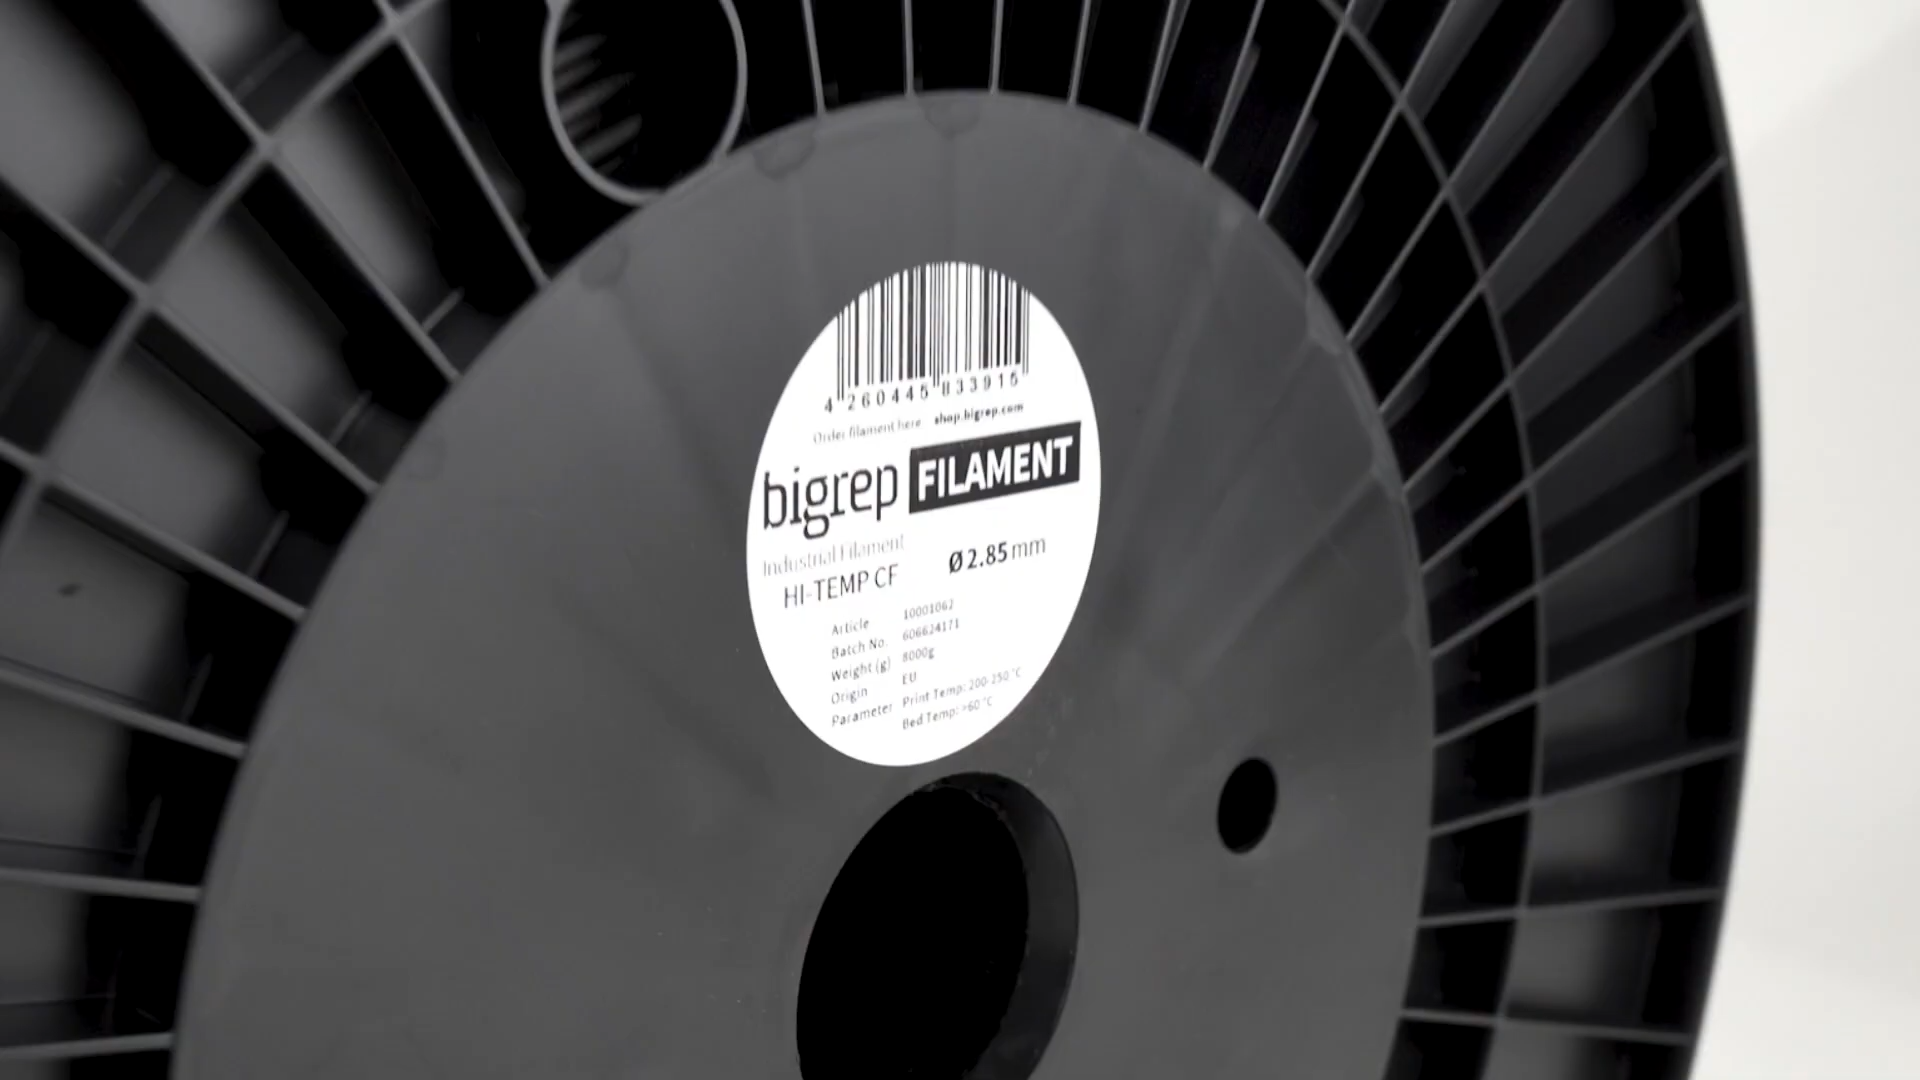 4 260445 833915
Order filament here shop.bigrep.com
bigrep FILAMENT
Industrial Filament
HI-TEMP CF Ø 2.85 mm
Article 10001062
Batch No. 606624171
Weight (g) 8000g
Origin EU
Parameter Print Temp: 200-250 °C
Bed Temp: >60 °C